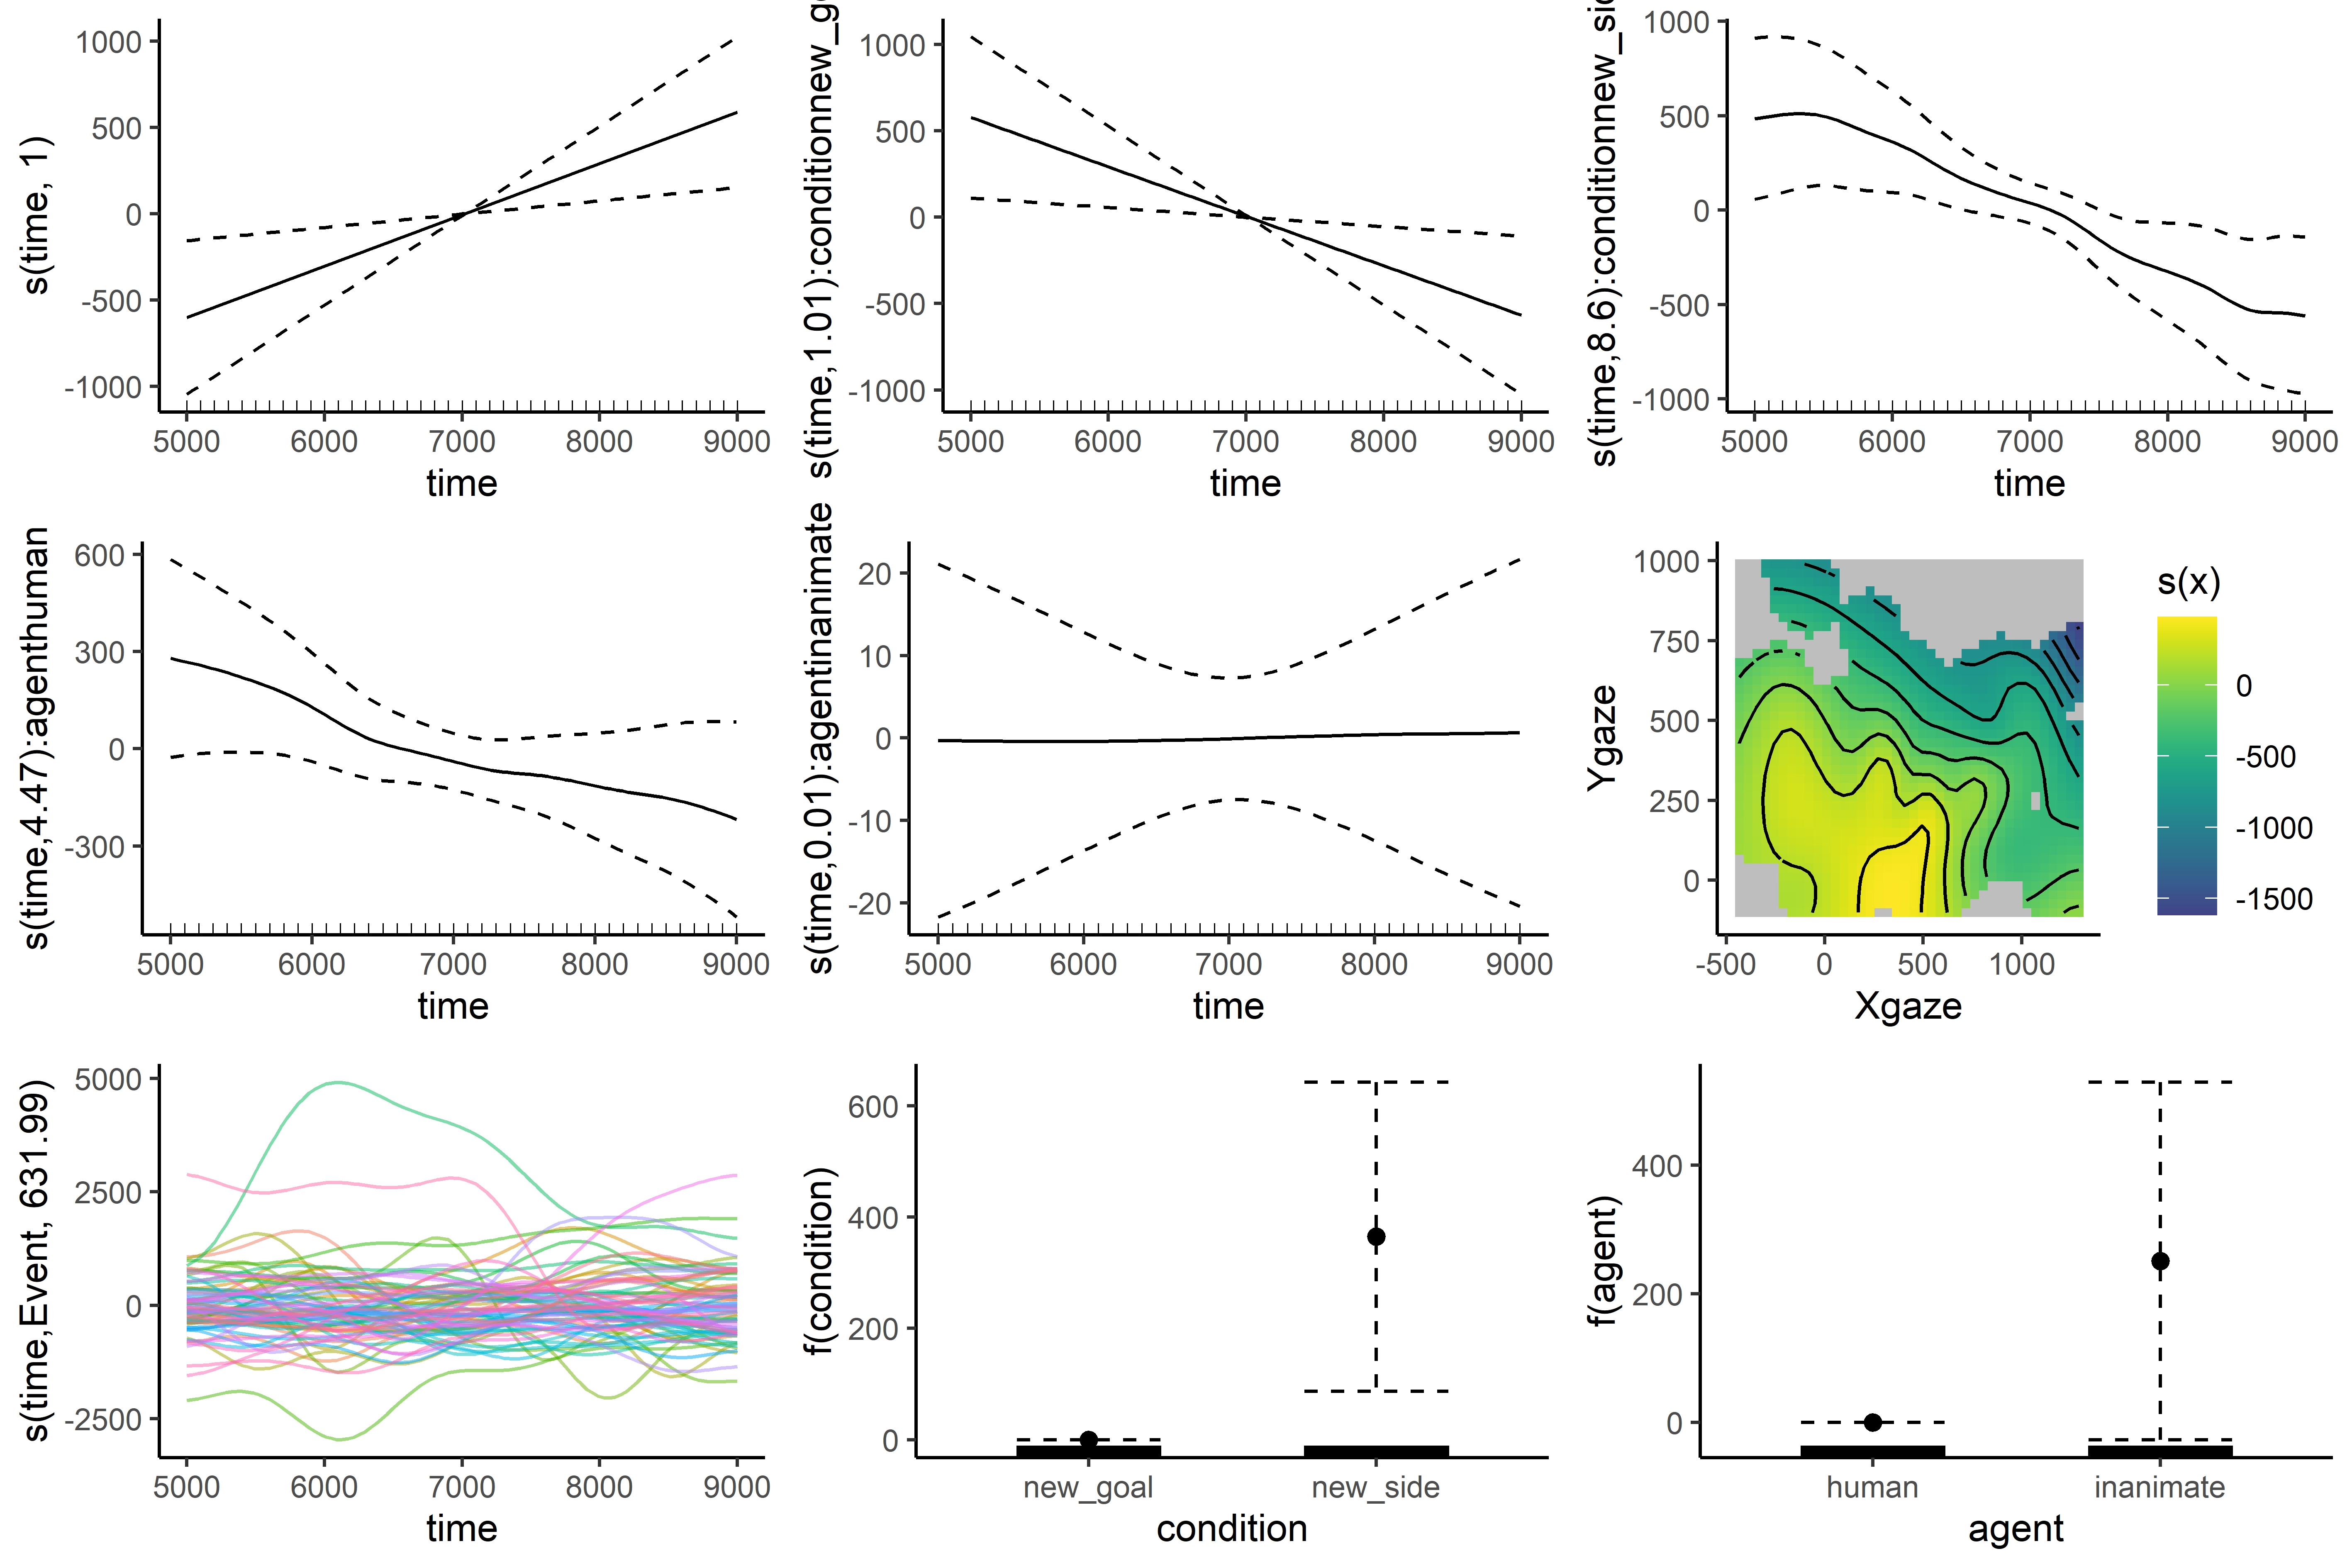 s(time, 1)
1000
500
0
-500
-1000
5000 6000 7000 8000 9000
time
s(time,1.01):conditionnew_g
1000
500
0
-500
-1000
5000 6000 7000 8000 9000
time
s(time,8.6):conditionnew_si
1000
500
0
-500
-1000
5000 6000 7000 8000 9000
time
s(time,4.47):agenthuman
600
300
0
-300
5000 6000 7000 8000 9000
time
s(time,0.01):agentinanimate
20
10
0
-10
-20
5000 6000 7000 8000 9000
time
Ygaze
1000
750
500
250
0
-500 0 500 1000
Xgaze
s(x)
0
-500
-1000
-1500
s(time,Event, 631.99)
5000
2500
0
-2500
5000 6000 7000 8000 9000
time
f(condition)
600
400
200
0
new_goal new_side
condition
f(agent)
400
200
0
human inanimate
agent